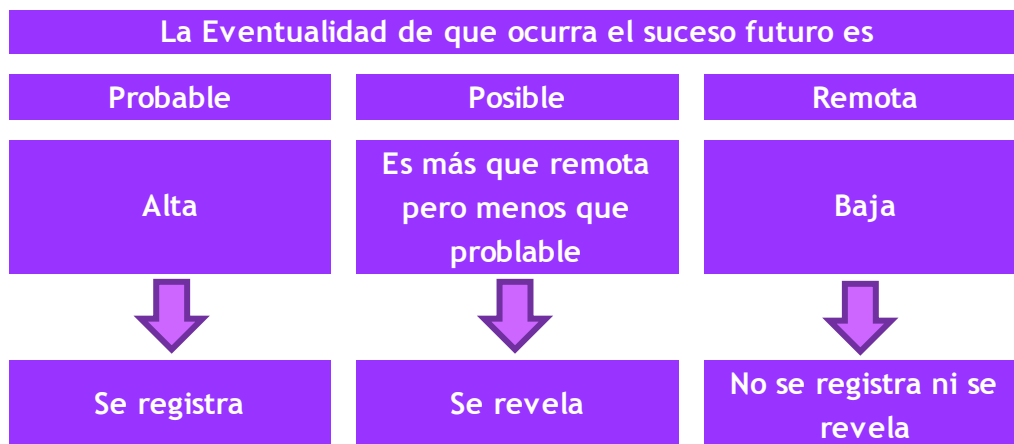 La Eventualidad de que ocurra el suceso futuro es
Probable
Posible
Remota
Alta
Es más que remota
pero menos que
problable
Baja
Se registra
Se revela
No se registra ni se
revela